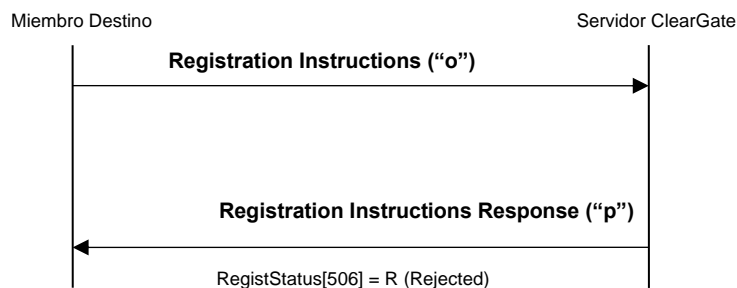 Miembro Destino
Servidor ClearGate
Registration Instructions (“o”)
Registration Instructions Response (“p”)
RegistStatus[506] = R (Rejected)